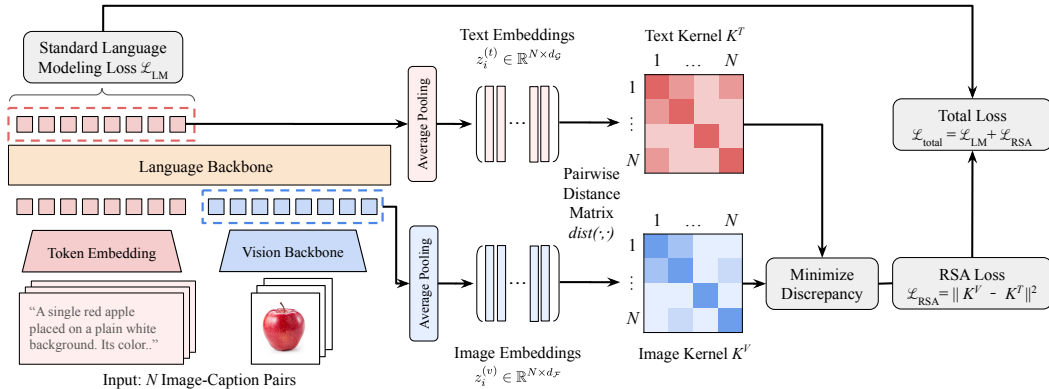 Standard Language
Modeling Loss ℒ_LM
Language Backbone
Token Embedding
Vision Backbone
“A single red apple
placed on a plain white
background. Its color..”
Input: N Image-Caption Pairs
Average Pooling
Average Pooling
Text Embeddings
z_i^(t) ∈ ℝ^{N×d_𝒢}
...
...
Image Embeddings
z_i^(v) ∈ ℝ^{N×d_ℱ}
Pairwise
Distance
Matrix
dist(·,·)
Text Kernel K^T
1 ... N
1
⋮
N
1 ... N
1
⋮
N
Image Kernel K^V
Minimize
Discrepancy
Total Loss
ℒ_total = ℒ_LM + ℒ_RSA
RSA Loss
ℒ_RSA = || K^V - K^T ||^2